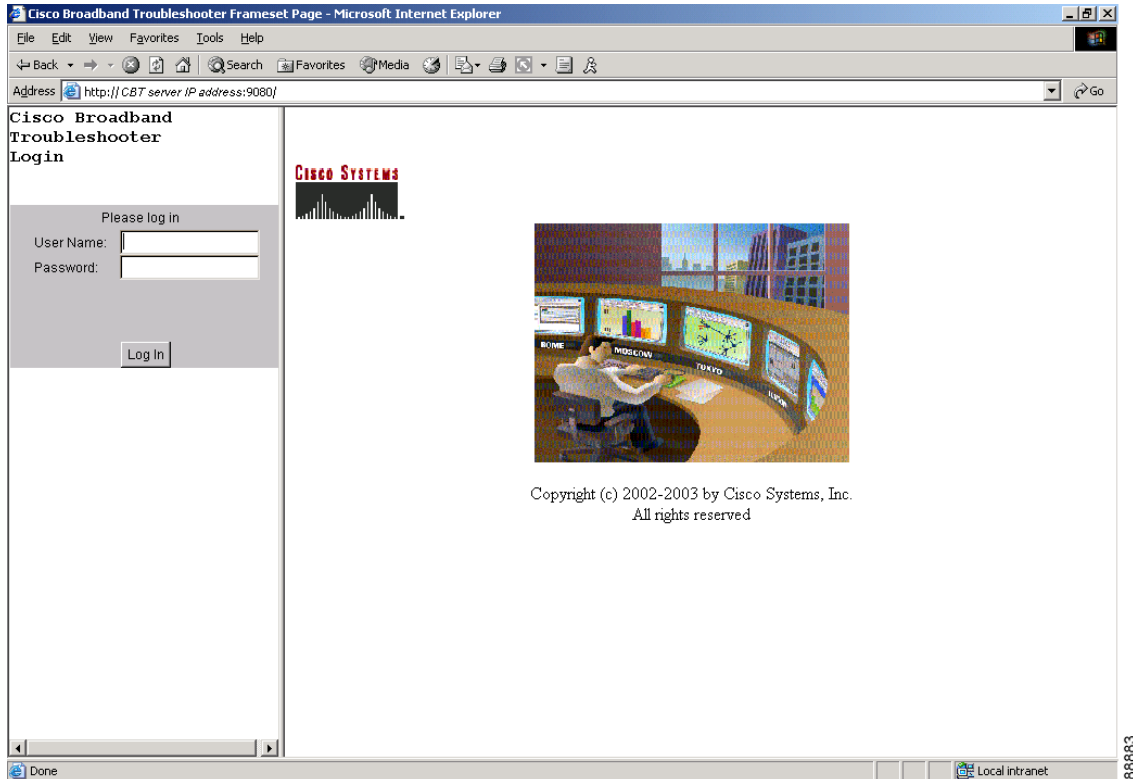 Cisco Broadband Troubleshooter Frameset Page - Microsoft Internet Explorer
File Edit View Favorites Tools Help
Back Search Favorites Media
Address http://CBT server IP address:9080/ Go
Cisco Broadband
Troubleshooter
Login
Please log in
User Name:
Password:
Log In
CISCO SYSTEMS
ROME MOSCOW TOKYO
Copyright (c) 2002-2003 by Cisco Systems, Inc.
All rights reserved
Done Local intranet
88883